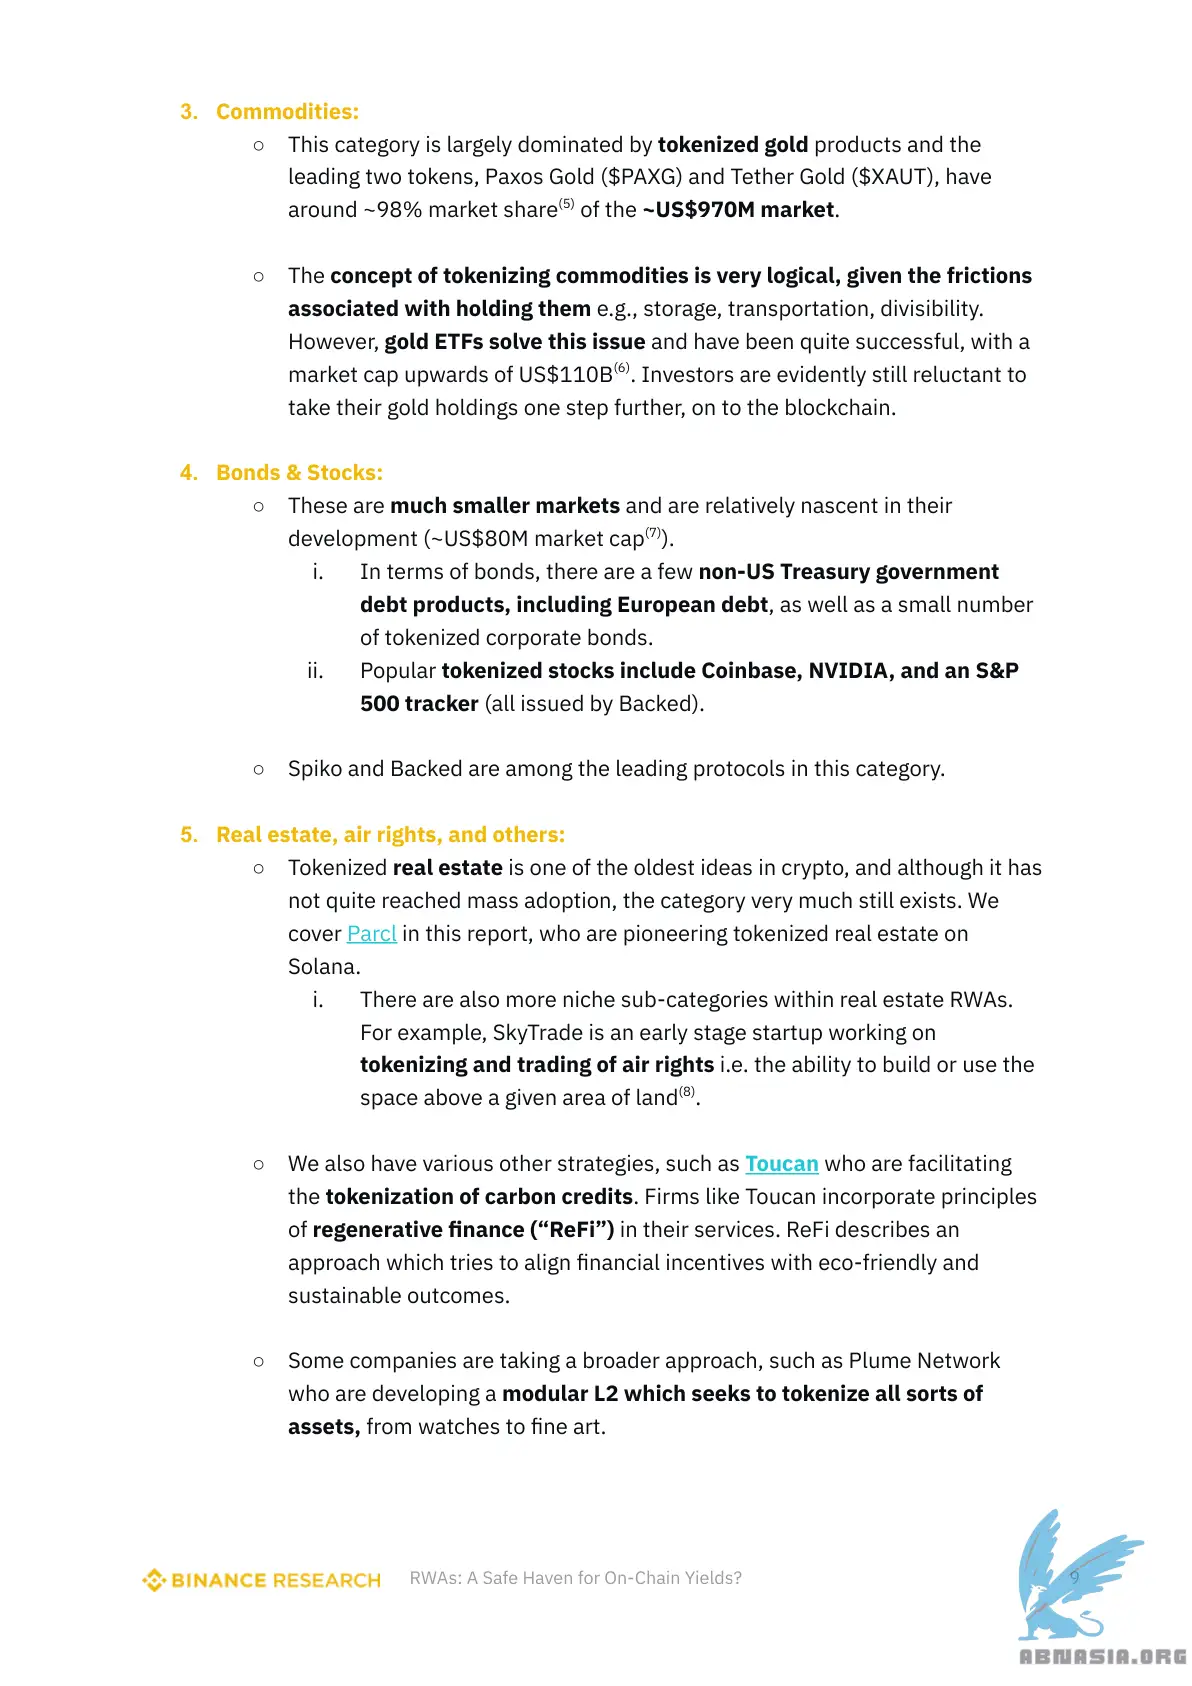 3. Commodities:
○ This category is largely dominated by tokenized gold products and the
leading two tokens, Paxos Gold ($PAXG) and Tether Gold ($XAUT), have
around ~98% market share(5) of the ~US$970M market.
○ The concept of tokenizing commodities is very logical, given the frictions
associated with holding them e.g., storage, transportation, divisibility.
However, gold ETFs solve this issue and have been quite successful, with a
market cap upwards of US$110B(6). Investors are evidently still reluctant to
take their gold holdings one step further, on to the blockchain.
4. Bonds & Stocks:
○ These are much smaller markets and are relatively nascent in their
development (~US$80M market cap(7)).
i. In terms of bonds, there are a few non-US Treasury government
debt products, including European debt, as well as a small number
of tokenized corporate bonds.
ii. Popular tokenized stocks include Coinbase, NVIDIA, and an S&P
500 tracker (all issued by Backed).
○ Spiko and Backed are among the leading protocols in this category.
5. Real estate, air rights, and others:
○ Tokenized real estate is one of the oldest ideas in crypto, and although it has
not quite reached mass adoption, the category very much still exists. We
cover Parcl in this report, who are pioneering tokenized real estate on
Solana.
i. There are also more niche sub-categories within real estate RWAs.
For example, SkyTrade is an early stage startup working on
tokenizing and trading of air rights i.e. the ability to build or use the
space above a given area of land(8).
○ We also have various other strategies, such as Toucan who are facilitating
the tokenization of carbon credits. Firms like Toucan incorporate principles
of regenerative finance (“ReFi”) in their services. ReFi describes an
approach which tries to align financial incentives with eco-friendly and
sustainable outcomes.
○ Some companies are taking a broader approach, such as Plume Network
who are developing a modular L2 which seeks to tokenize all sorts of
assets, from watches to fine art.
BINANCE RESEARCH RWAs: A Safe Haven for On-Chain Yields? 9
ABNASIA.ORG